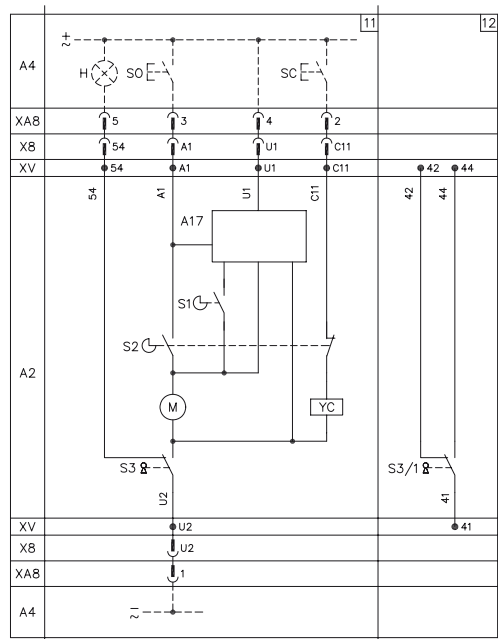 11 12
+
~
A4 H SO SC
XA8 5 3 4 2
X8 54 A1 U1 C11
XV 54 A1 U1 C11 42 44
54 A1 U1 C11 42 44
A17
S1
S2
A2
M YC
S3 S3/1
U2 41
XV U2 41
X8 U2
XA8 1
A4 ~